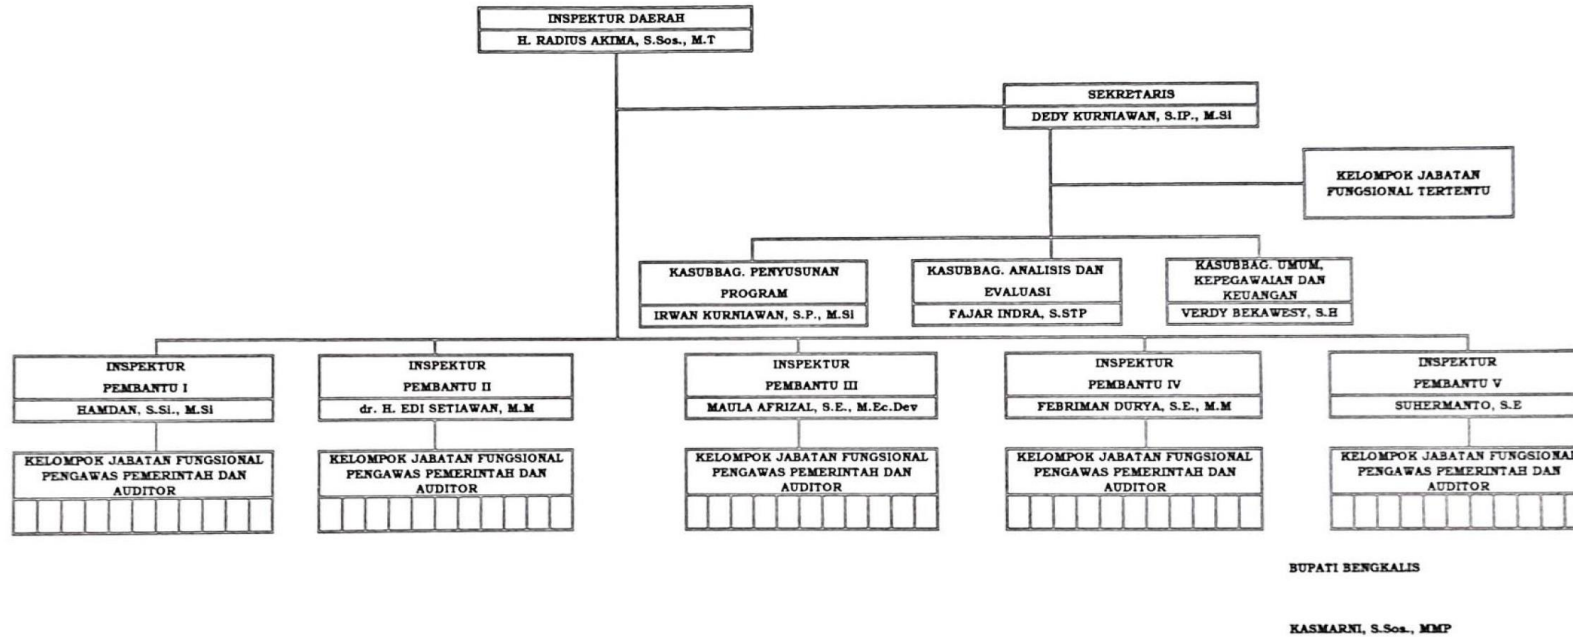 INSPEKTUR DAERAH
H. RADIUS AKIMA, S.Sos., M.T
SEKRETARIS
DEDY KURNIAWAN, S.IP., M.Si
KELOMPOK JABATAN
FUNGSIONAL TERTENTU
KASUBBAG. PENYUSUNAN
PROGRAM
IRWAN KURNIAWAN, S.P., M.Si
KASUBBAG. ANALISIS DAN
EVALUASI
FAJAR INDRA, S.STP
KASUBBAG. UMUM,
KEPEGAWAIAN DAN
KEUANGAN
VERDY BEKAWESY, S.H
INSPEKTUR
PEMBANTU I
HAMDAN, S.Si., M.Si
INSPEKTUR
PEMBANTU II
dr. H. EDI SETIAWAN, M.M
INSPEKTUR
PEMBANTU III
MAULA AFRIZAL, S.E., M.Ec.Dev
INSPEKTUR
PEMBANTU IV
FEBRIMAN DURYA, S.E., M.M
INSPEKTUR
PEMBANTU V
SUHERMANTO, S.E
KELOMPOK JABATAN FUNGSIONAL
PENGAWAS PEMERINTAH DAN
AUDITOR
KELOMPOK JABATAN FUNGSIONAL
PENGAWAS PEMERINTAH DAN
AUDITOR
KELOMPOK JABATAN FUNGSIONAL
PENGAWAS PEMERINTAH DAN
AUDITOR
KELOMPOK JABATAN FUNGSIONAL
PENGAWAS PEMERINTAH DAN
AUDITOR
KELOMPOK JABATAN FUNGSIONAL
PENGAWAS PEMERINTAH DAN
AUDITOR
BUPATI BENGKALIS
KASMARNI, S.Sos., MMP